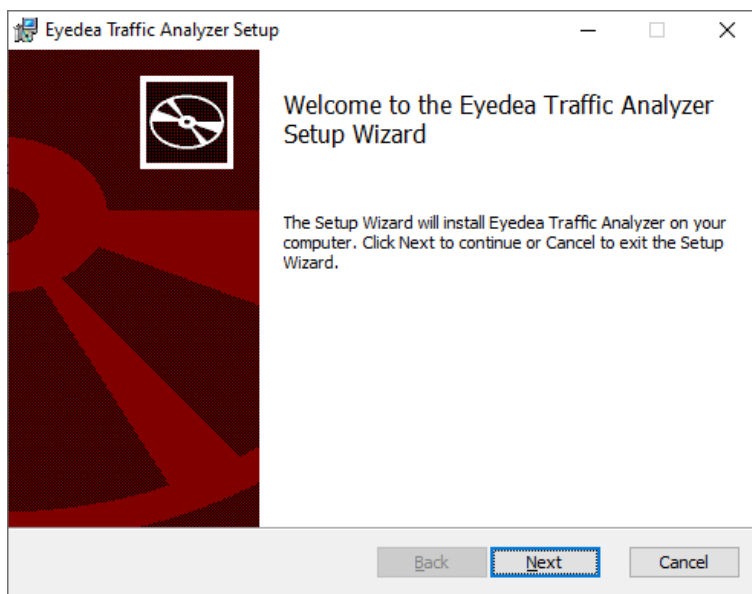 Eyedea Traffic Analyzer Setup
Welcome to the Eyedea Traffic Analyzer
Setup Wizard
The Setup Wizard will install Eyedea Traffic Analyzer on your
computer. Click Next to continue or Cancel to exit the Setup
Wizard.
Back Next Cancel